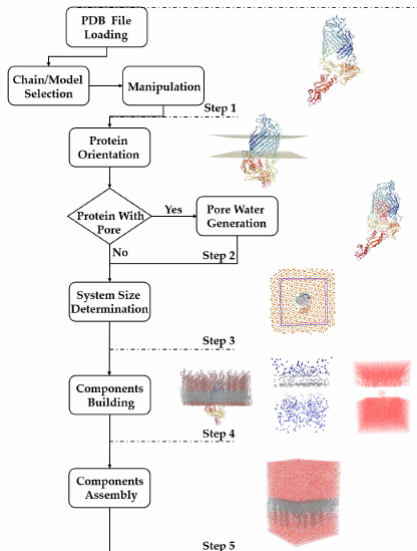 PDB File
Loading
Chain/Model
Selection
Manipulation
Step 1
Protein
Orientation
Protein With
Pore
Yes
Pore Water
Generation
No
Step 2
System Size
Determination
Step 3
Components
Building
Step 4
Components
Assembly
Step 5